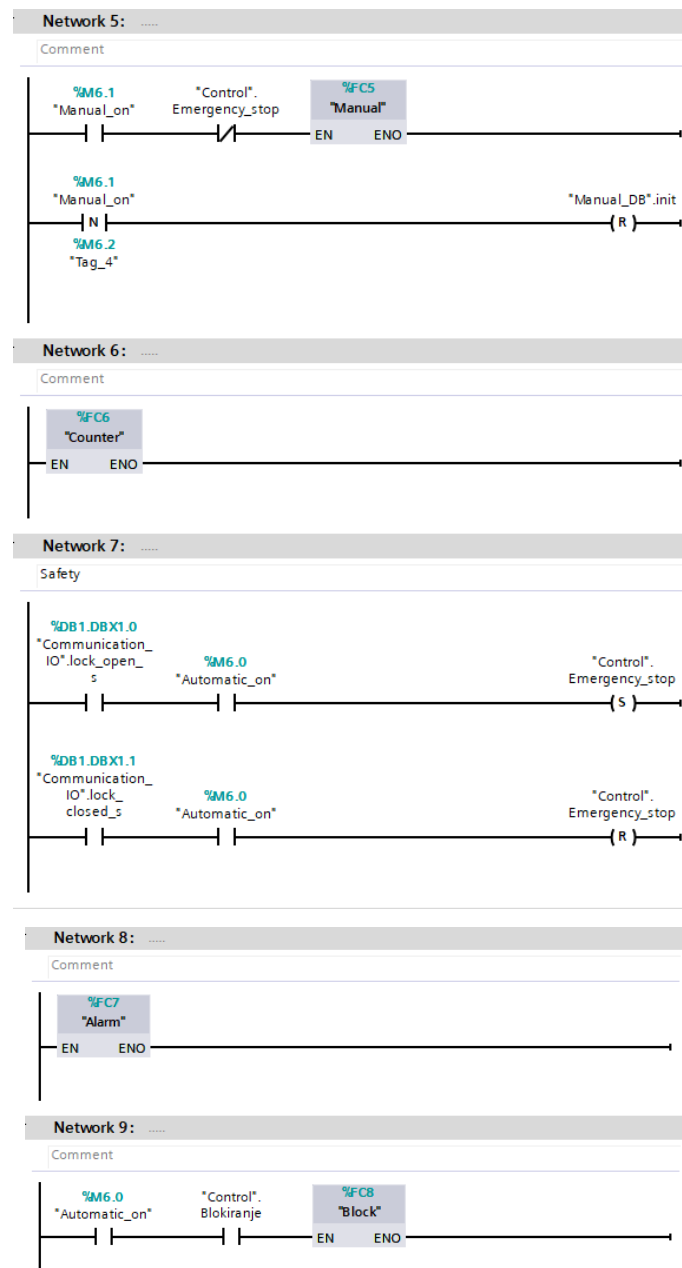 Network 5: .....
Comment
%M6.1 "Control". %FC5
"Manual_on" Emergency_stop "Manual"
EN ENO
%M6.1
"Manual_on" "Manual_DB".init
N R
%M6.2
"Tag_4"
Network 6: .....
Comment
%FC6
"Counter"
EN ENO
Network 7: .....
Safety
%DB1.DBX1.0
"Communication_
IO".lock_open_ %M6.0 "Control".
s "Automatic_on" Emergency_stop
S
%DB1.DBX1.1
"Communication_
IO".lock_ %M6.0 "Control".
closed_s "Automatic_on" Emergency_stop
R
Network 8: .....
Comment
%FC7
"Alarm"
EN ENO
Network 9: .....
Comment
%M6.0 "Control". %FC8
"Automatic_on" Blokiranje "Block"
EN ENO